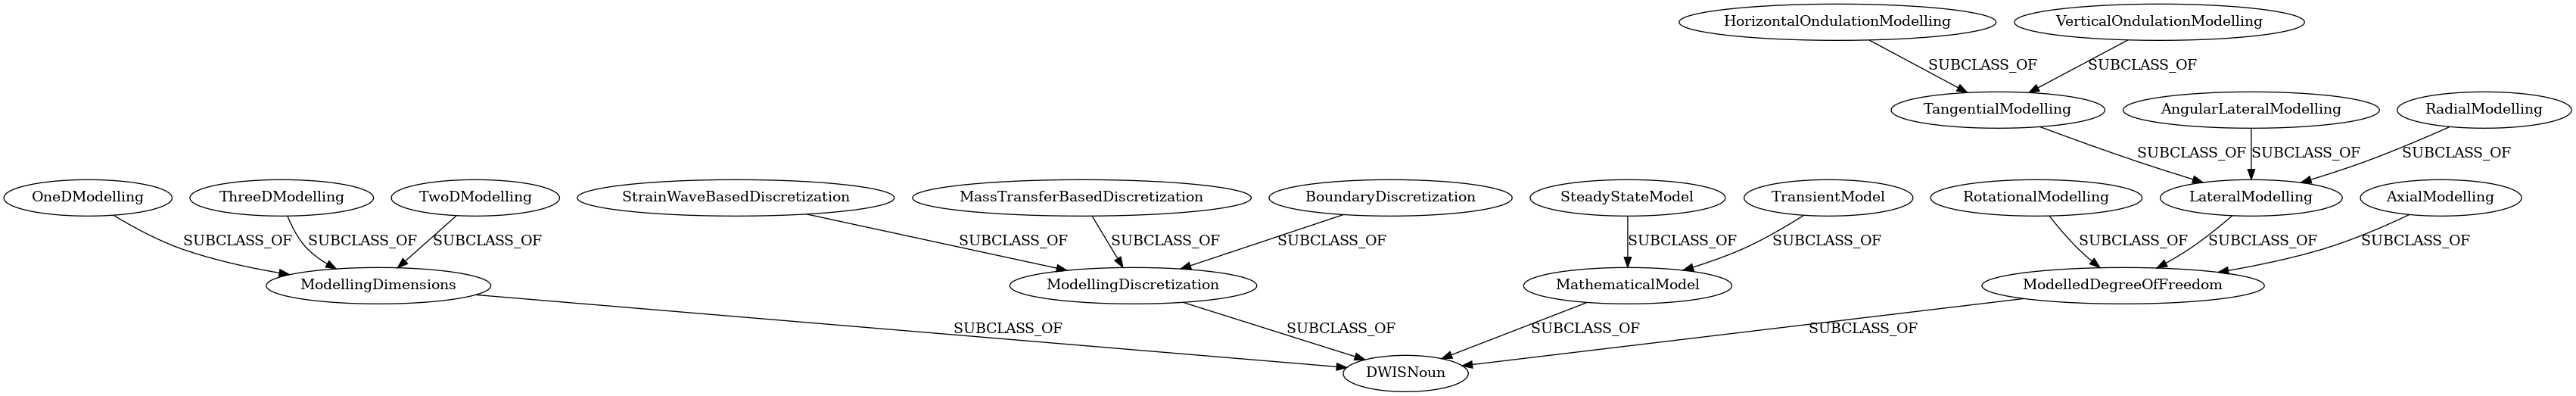 HorizontalOndulationModelling
VerticalOndulationModelling
SUBCLASS_OF
SUBCLASS_OF
TangentialModelling
AngularLateralModelling
RadialModelling
SUBCLASS_OF
SUBCLASS_OF
SUBCLASS_OF
OneDModelling
ThreeDModelling
TwoDModelling
StrainWaveBasedDiscretization
MassTransferBasedDiscretization
BoundaryDiscretization
SteadyStateModel
TransientModel
RotationalModelling
LateralModelling
AxialModelling
SUBCLASS_OF
SUBCLASS_OF
SUBCLASS_OF
SUBCLASS_OF
SUBCLASS_OF
SUBCLASS_OF
SUBCLASS_OF
SUBCLASS_OF
SUBCLASS_OF
SUBCLASS_OF
SUBCLASS_OF
ModellingDimensions
ModellingDiscretization
MathematicalModel
ModelledDegreeOfFreedom
SUBCLASS_OF
SUBCLASS_OF
SUBCLASS_OF
SUBCLASS_OF
DWISNoun